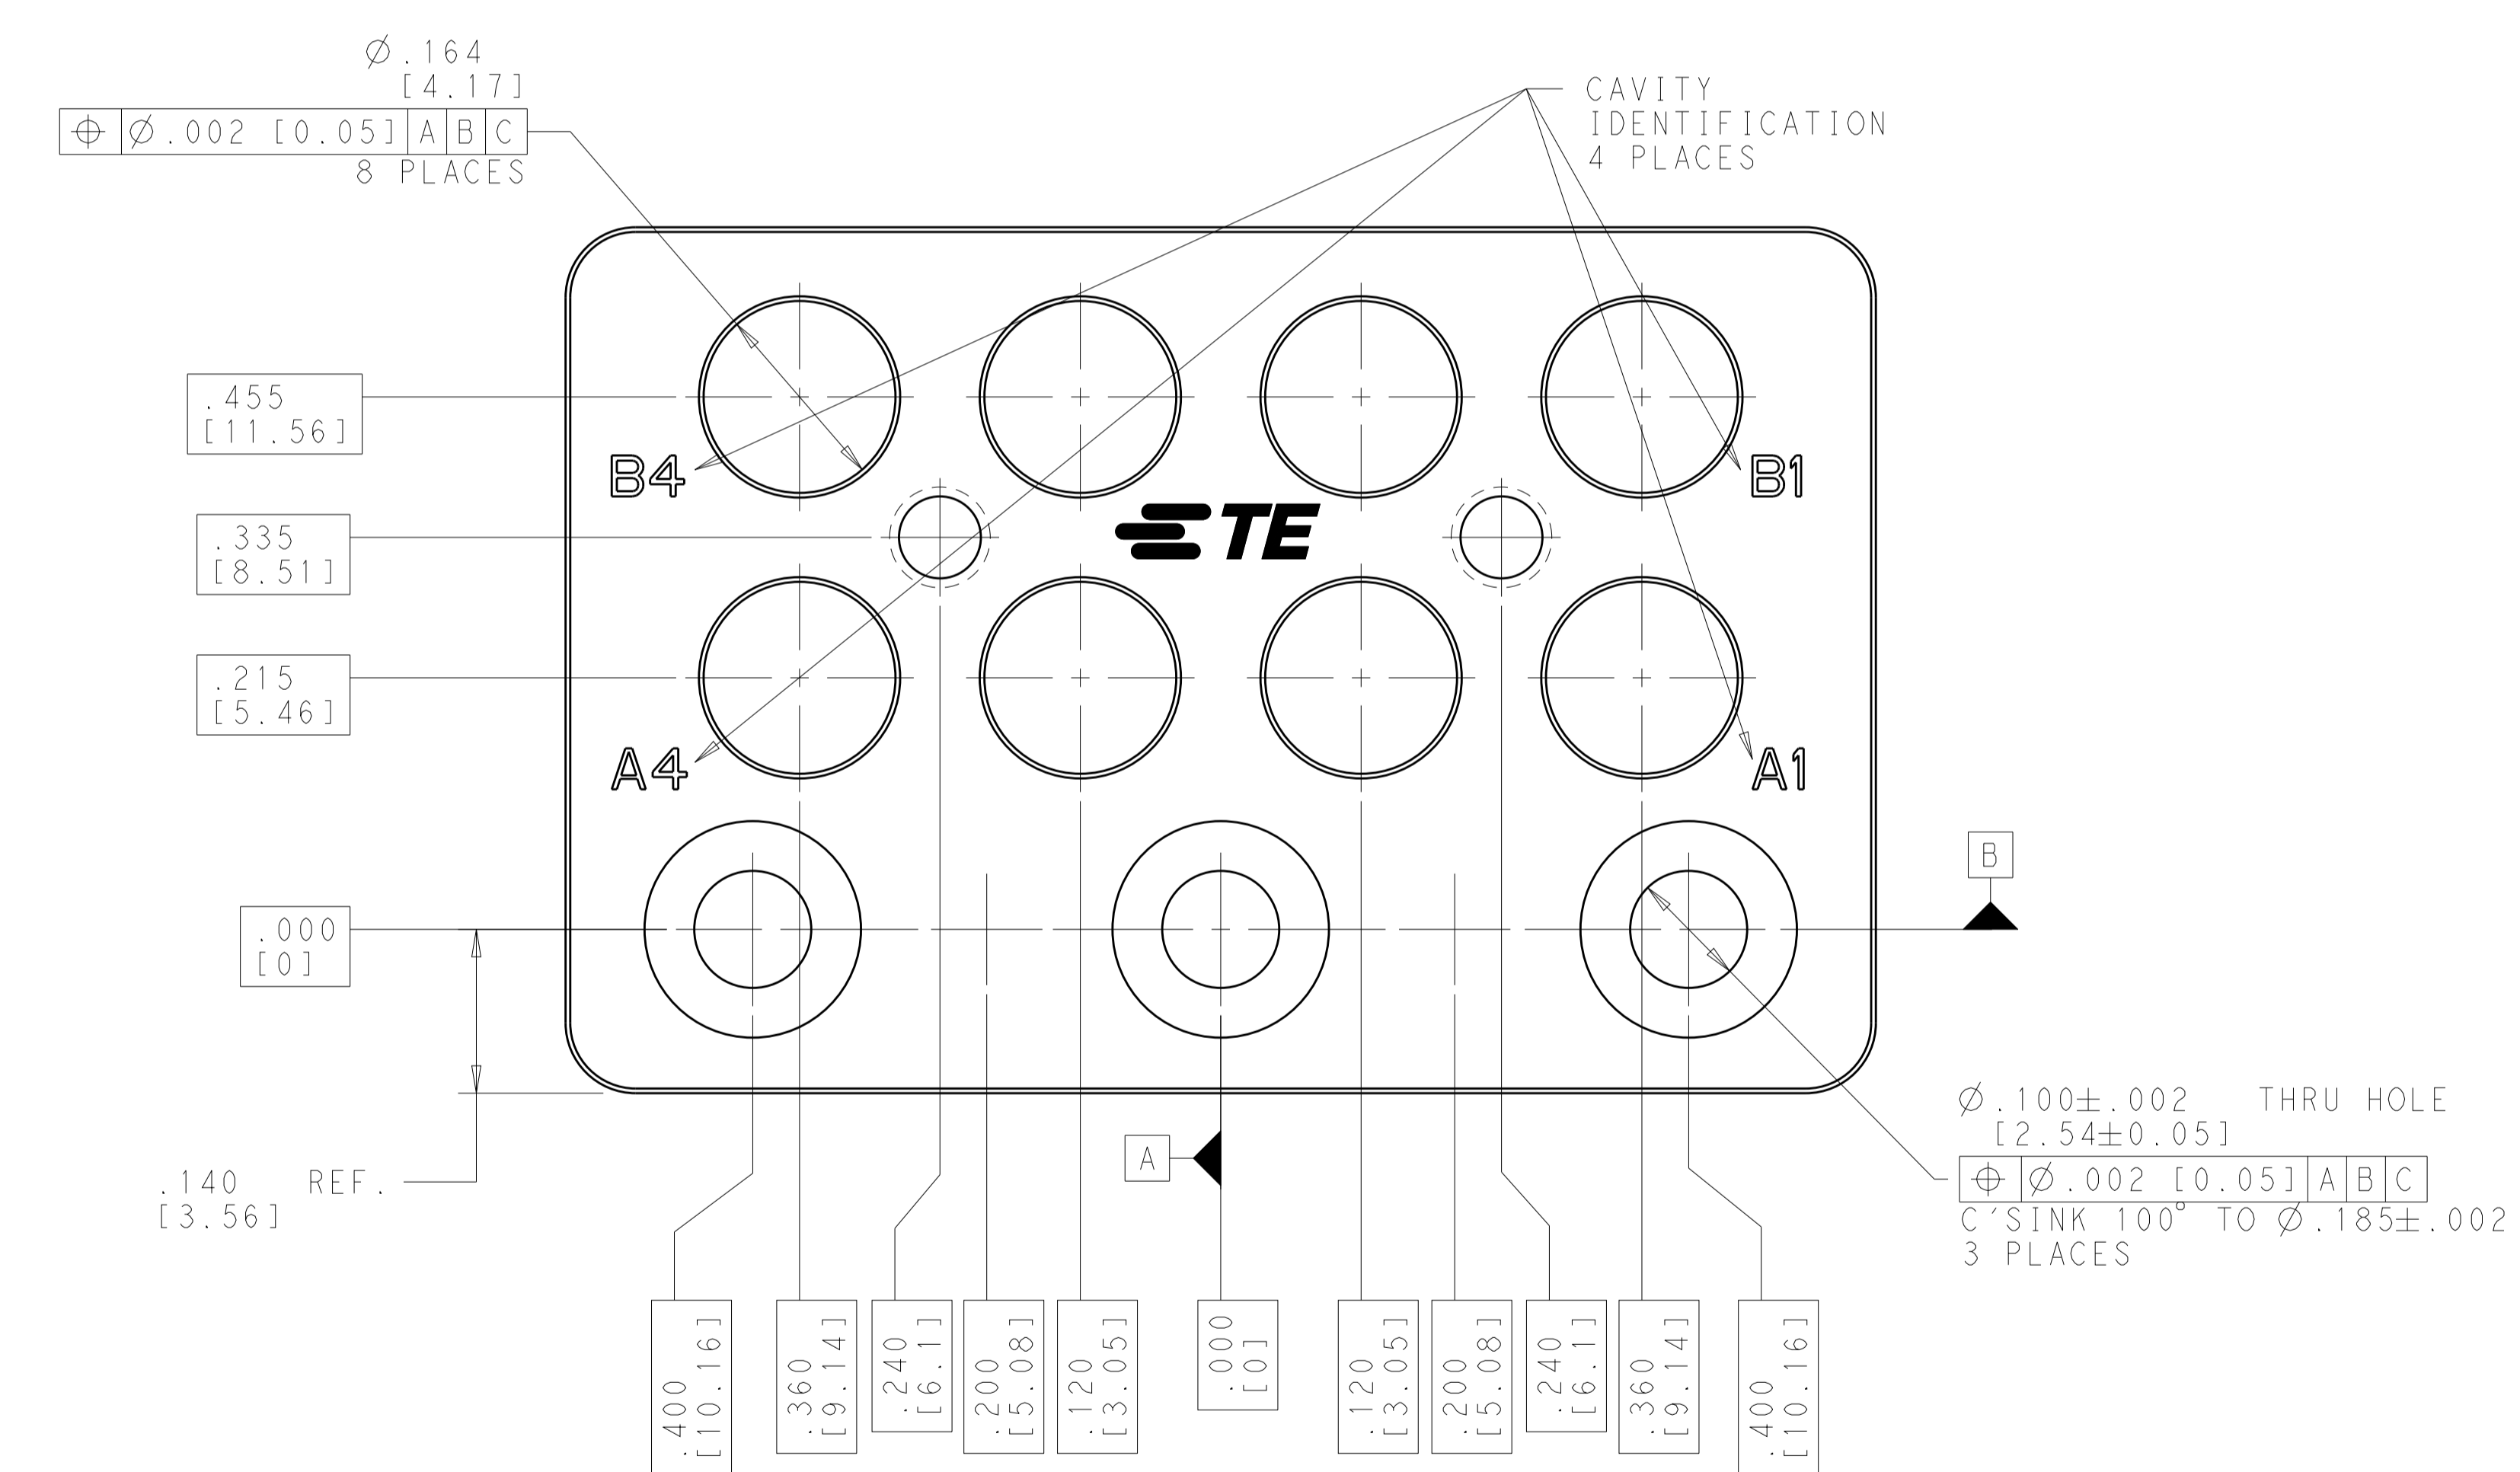 ⌀.164
[4.17]
⌖ ⌀.002 [0.05] A B C
8 PLACES
CAVITY
IDENTIFICATION
4 PLACES
.455
[11.56]
B4
B1
TE
.335
[8.51]
.215
[5.46]
A4
A1
B
.000
[0]
A
.140 REF.
[3.56]
⌀.100±.002 THRU HOLE
[2.54±0.05]
⌖ ⌀.002 [0.05] A B C
C'SINK 100° TO ⌀.185±.002
3 PLACES
.400
[10.16]
.360
[9.14]
.240
[6.1]
.200
[5.08]
.120
[3.05]
.000
[0]
.120
[3.05]
.200
[5.08]
.240
[6.1]
.360
[9.14]
.400
[10.16]